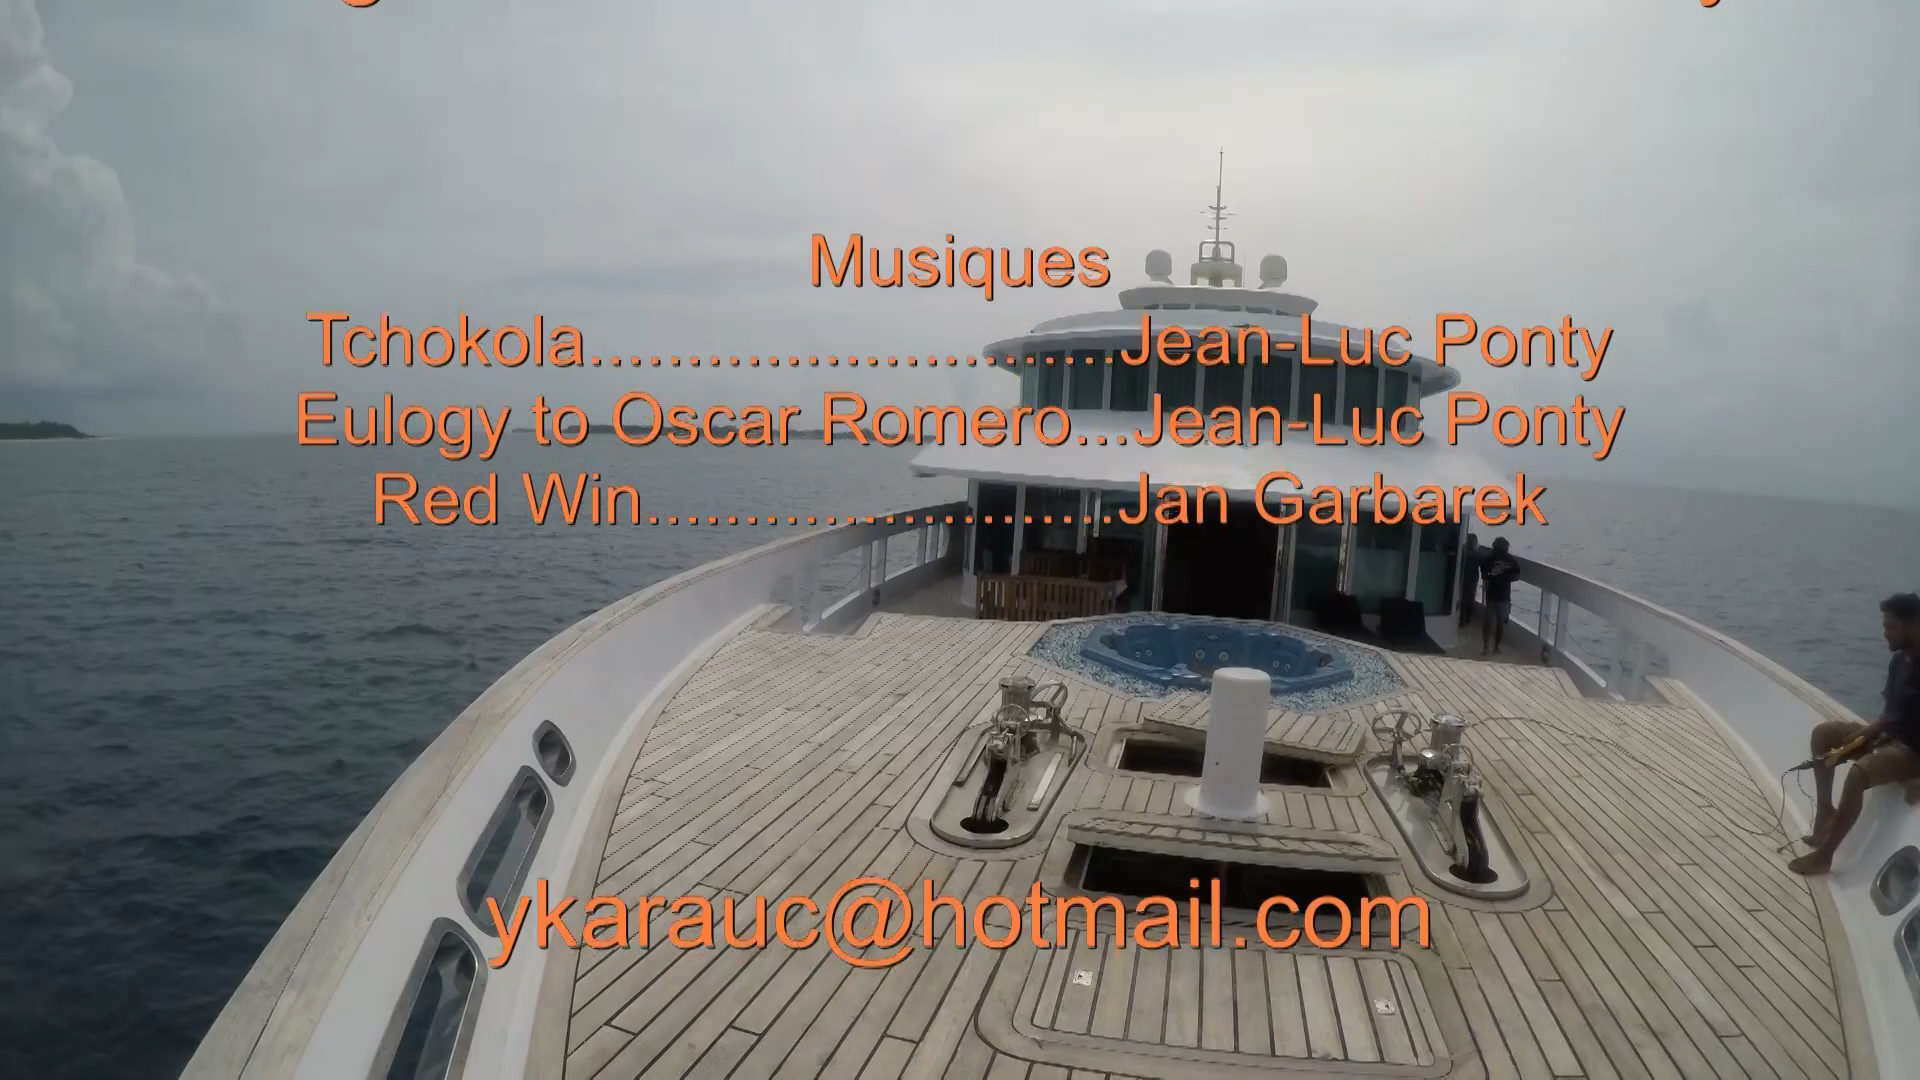 Musiques
Tchokola...........................Jean-Luc Ponty
Eulogy to Oscar Romero...Jean-Luc Ponty
Red Win........................Jan Garbarek
ykarauc@hotmail.com